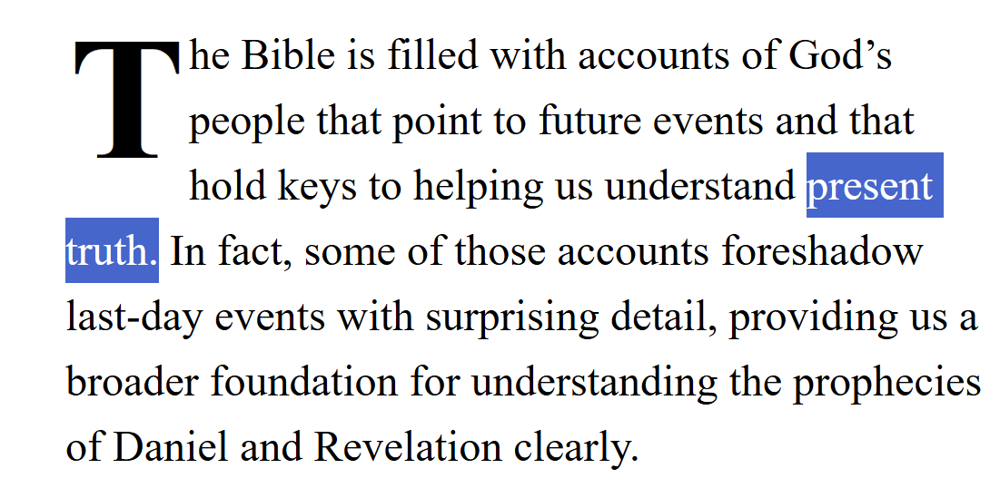 The Bible is filled with accounts of God’s
people that point to future events and that
hold keys to helping us understand present
truth. In fact, some of those accounts foreshadow
last-day events with surprising detail, providing us a
broader foundation for understanding the prophecies
of Daniel and Revelation clearly.